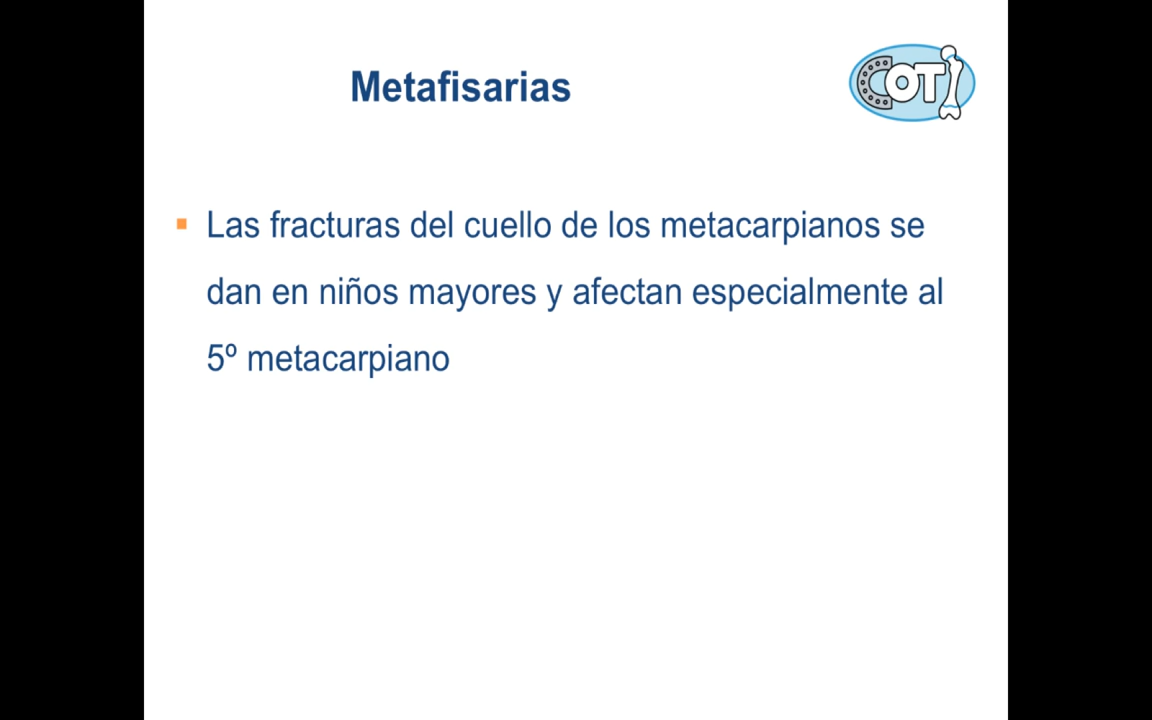 Metafisarias
COT
Las fracturas del cuello de los metacarpianos se
dan en niños mayores y afectan especialmente al
5º metacarpiano